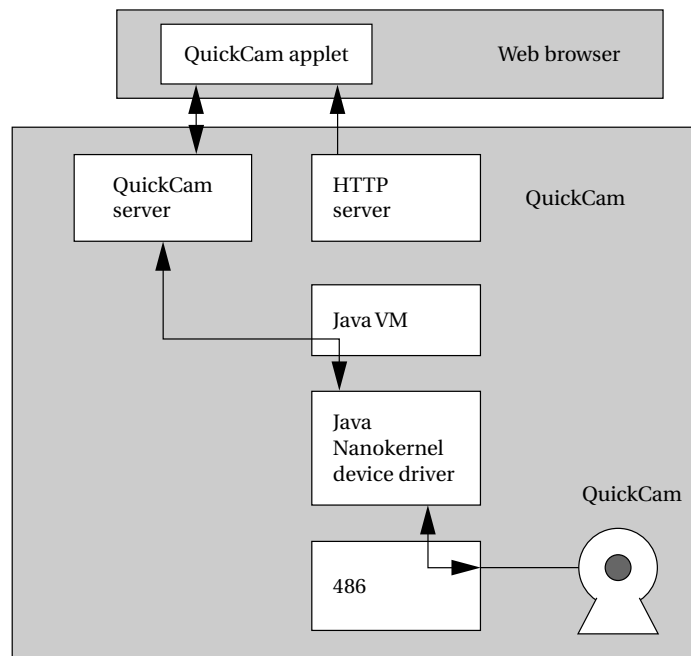 QuickCam applet
Web browser
QuickCam
server
HTTP
server
QuickCam
Java VM
Java
Nanokernel
device driver
QuickCam
486